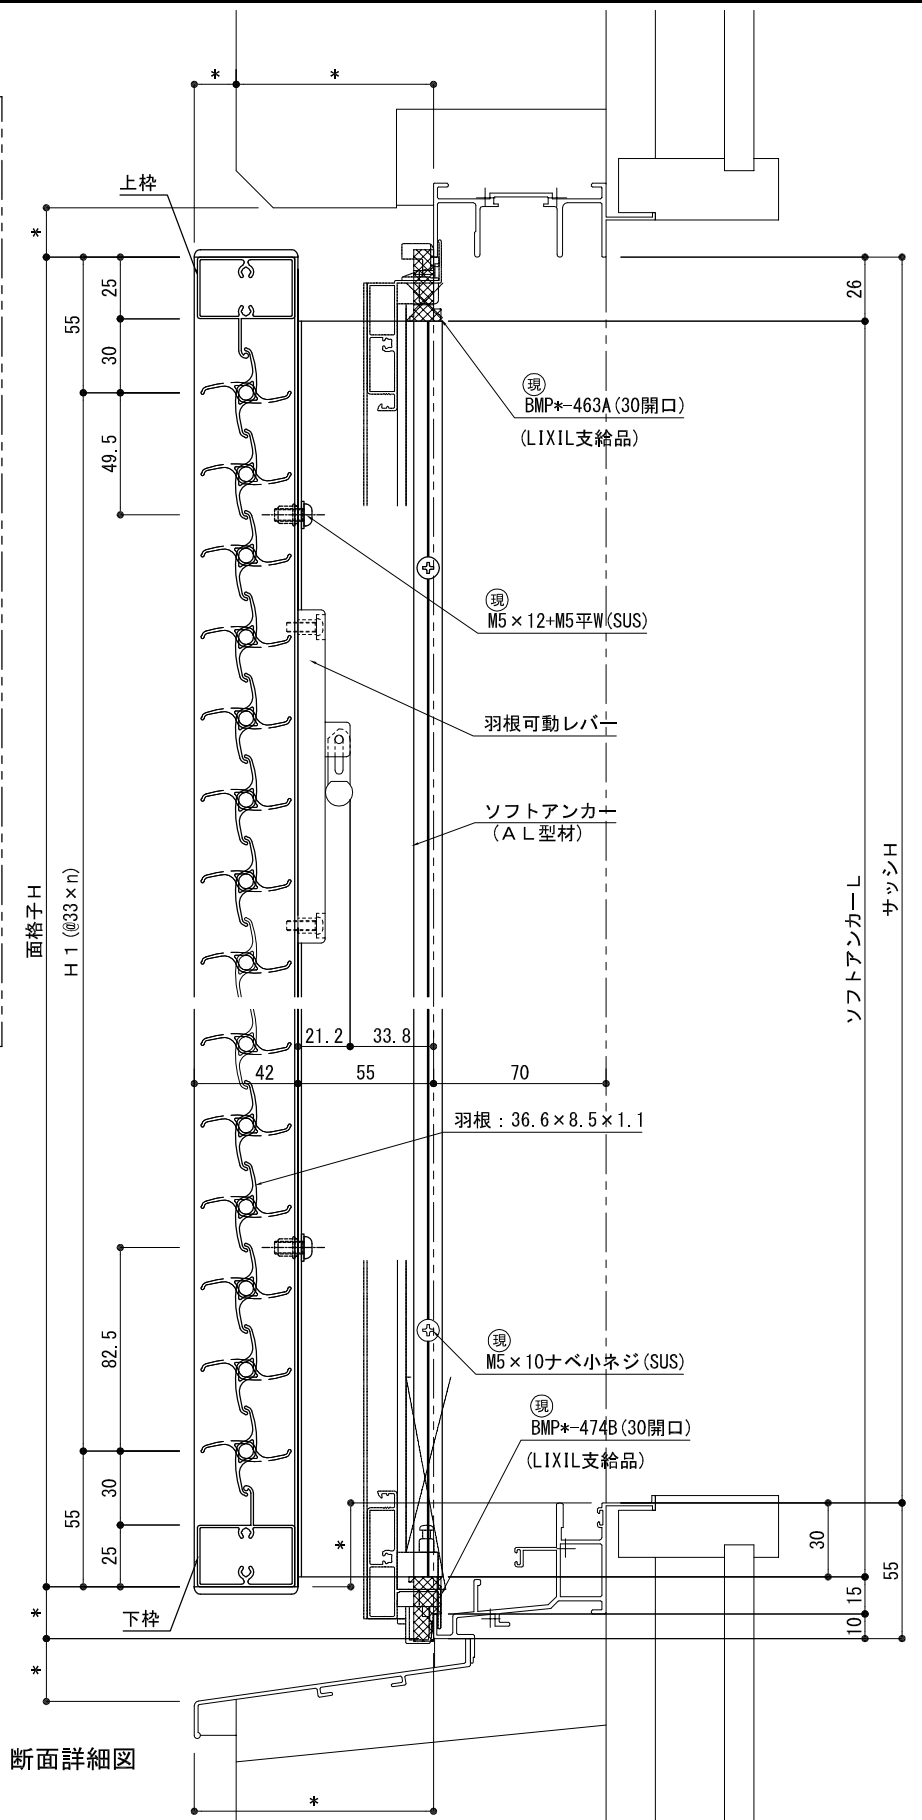 *
*
上枠
*
25
55
30
49.5
26
現
BMP*-463A(30開口)
(LIXIL支給品)
現
M5×12+M5平W(SUS)
羽根可動レバー
ソフトアンカー
(AL型材)
面格子H
H1(@33×n)
ソフトアンカーL
サッシH
21.2
33.8
42
55
70
羽根：36.6×8.5×1.1
82.5
現
M5×10ナベ小ネジ(SUS)
現
BMP*-474B(30開口)
(LIXIL支給品)
30
55
25
*
30
55
15
10
下枠
*
*
断面詳細図
*